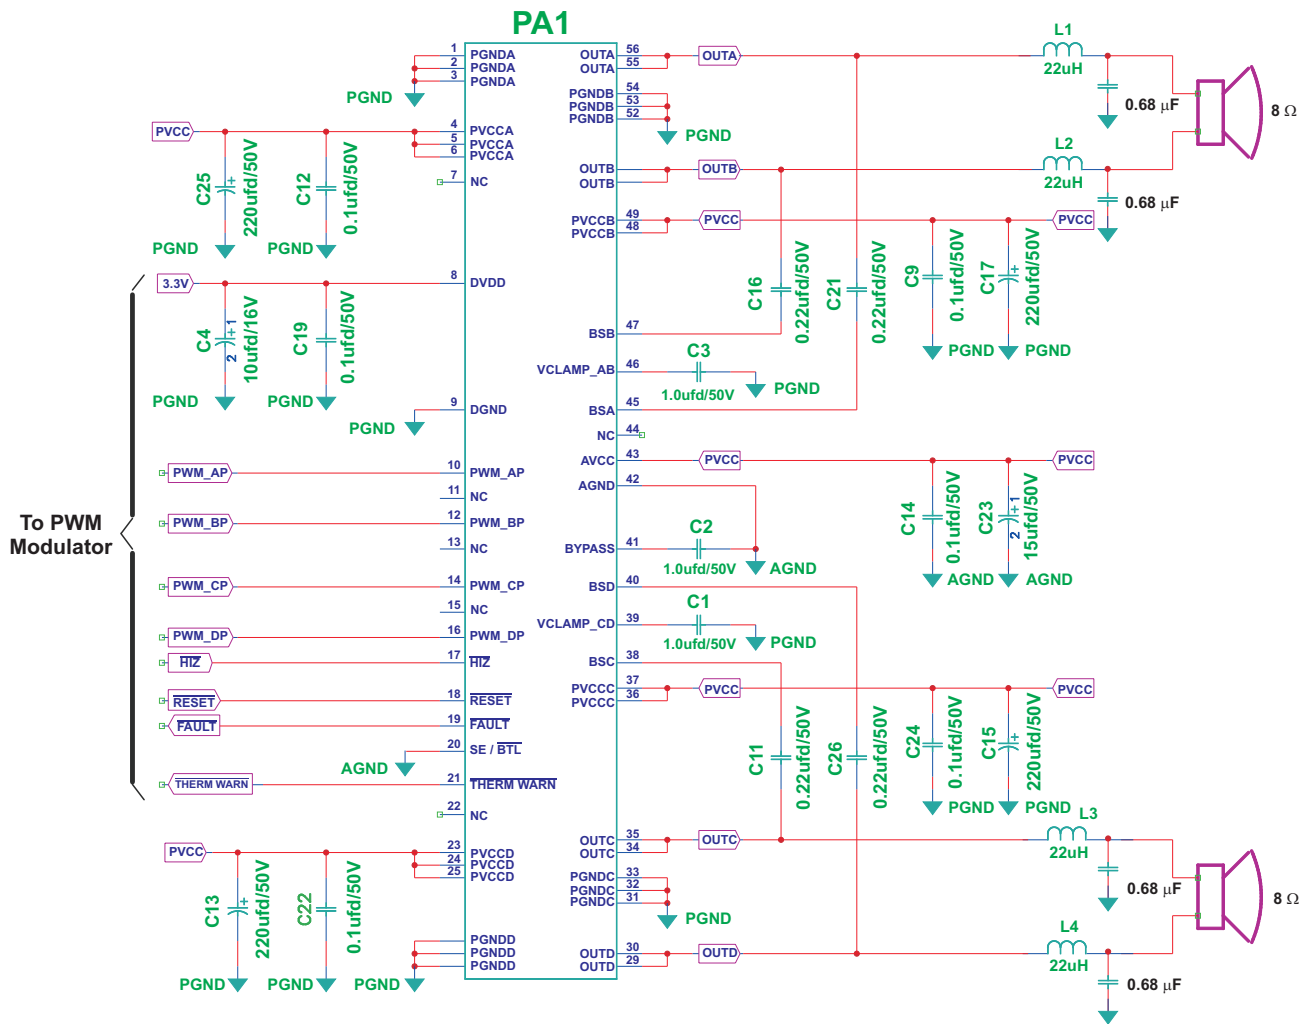 PA1
1 PGNDA
2 PGNDA
3 PGNDA
PGND
PVCC
4 PVCCA
5 PVCCA
6 PVCCA
C25
220ufd/50V
+
C12
0.1ufd/50V
7 NC
PGND
PGND
3.3V
8 DVDD
C4
10ufd/16V
+ 1
2
C19
0.1ufd/50V
PGND
PGND
9 DGND
PGND
To PWM
Modulator
PWM_AP
10 PWM_AP
11 NC
PWM_BP
12 PWM_BP
13 NC
PWM_CP
14 PWM_CP
15 NC
PWM_DP
16 PWM_DP
HIZ
17 HIZ
RESET
18 RESET
FAULT
19 FAULT
20 SE / BTL
AGND
THERM WARN
21 THERM WARN
22 NC
PVCC
23 PVCCD
24 PVCCD
25 PVCCD
C13
220ufd/50V
+
C22
0.1ufd/50V
PGNDD
PGNDD
PGNDD
PGND
PGND
PGND
OUTA 56
OUTA 55
OUTA
L1
22uH
0.68 µF
8 Ω
PGNDB 54
PGNDB 53
PGNDB 52
PGND
OUTB
OUTB
OUTB
L2
22uH
0.68 µF
PVCCB 49
PVCCB 48
PVCC
PVCC
C16
0.22ufd/50V
C21
0.22ufd/50V
C9
0.1ufd/50V
C17
220ufd/50V
+
PGND
PGND
BSB 47
VCLAMP_AB 46
C3
1.0ufd/50V
PGND
BSA 45
NC 44
AVCC 43
PVCC
PVCC
AGND 42
C14
0.1ufd/50V
C23
15ufd/50V
+ 1
2
AGND
AGND
BYPASS 41
C2
1.0ufd/50V
AGND
BSD 40
VCLAMP_CD 39
C1
1.0ufd/50V
PGND
BSC 38
PVCCC 37
PVCCC 36
PVCC
PVCC
C11
0.22ufd/50V
C26
0.22ufd/50V
C24
0.1ufd/50V
C15
220ufd/50V
+
PGND
PGND
OUTC 35
OUTC 34
OUTC
L3
22uH
0.68 µF
8 Ω
PGNDC 33
PGNDC 32
PGNDC 31
PGND
OUTD 30
OUTD 29
OUTD
L4
22uH
0.68 µF